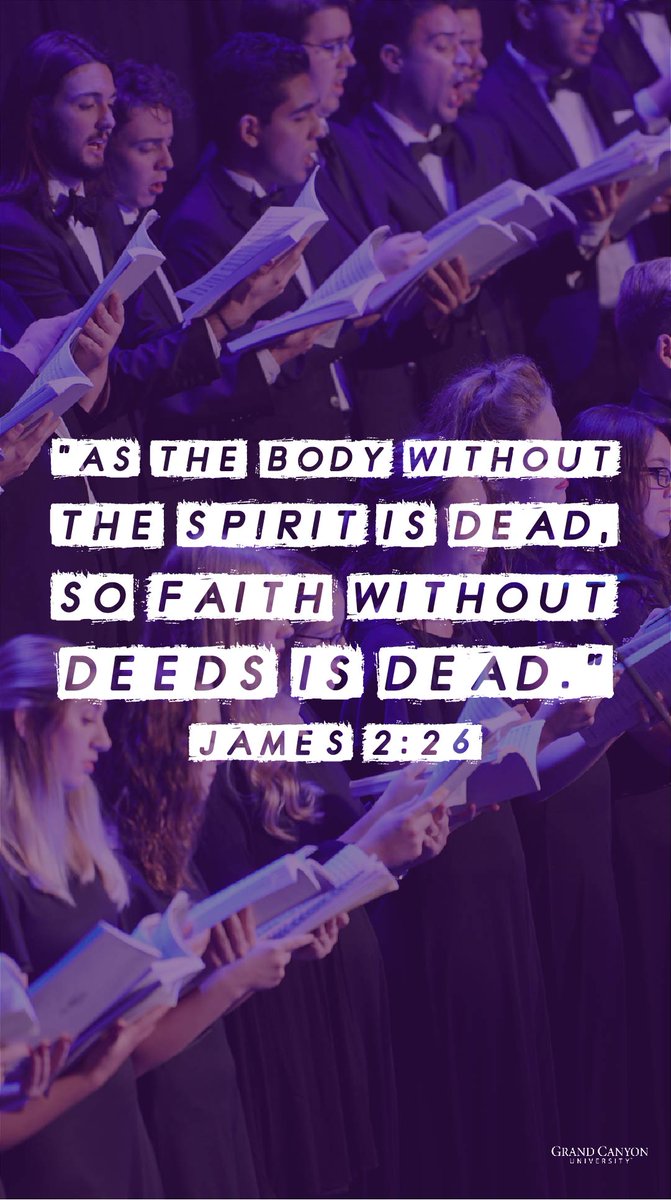 "AS THE BODY WITHOUT
THE SPIRIT IS DEAD,
SO FAITH WITHOUT
DEEDS IS DEAD."
JAMES 2:26
GRAND CANYON
UNIVERSITY